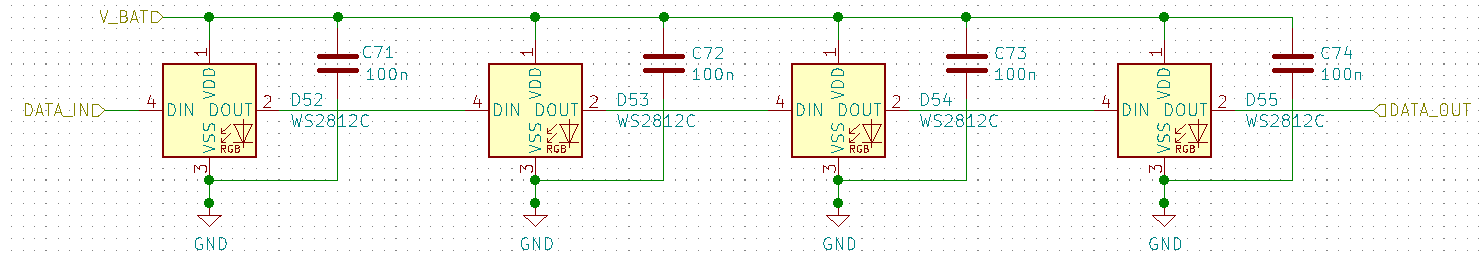 V_BAT
1
C71
100n
VDD
DATA_IN
4
DIN
DOUT
2
D52
WS2812C
VSS
RGB
3
GND
1
C72
100n
VDD
4
DIN
DOUT
2
D53
WS2812C
VSS
RGB
3
GND
1
C73
100n
VDD
4
DIN
DOUT
2
D54
WS2812C
VSS
RGB
3
GND
1
C74
100n
VDD
4
DIN
DOUT
2
D55
WS2812C
VSS
RGB
3
GND
DATA_OUT